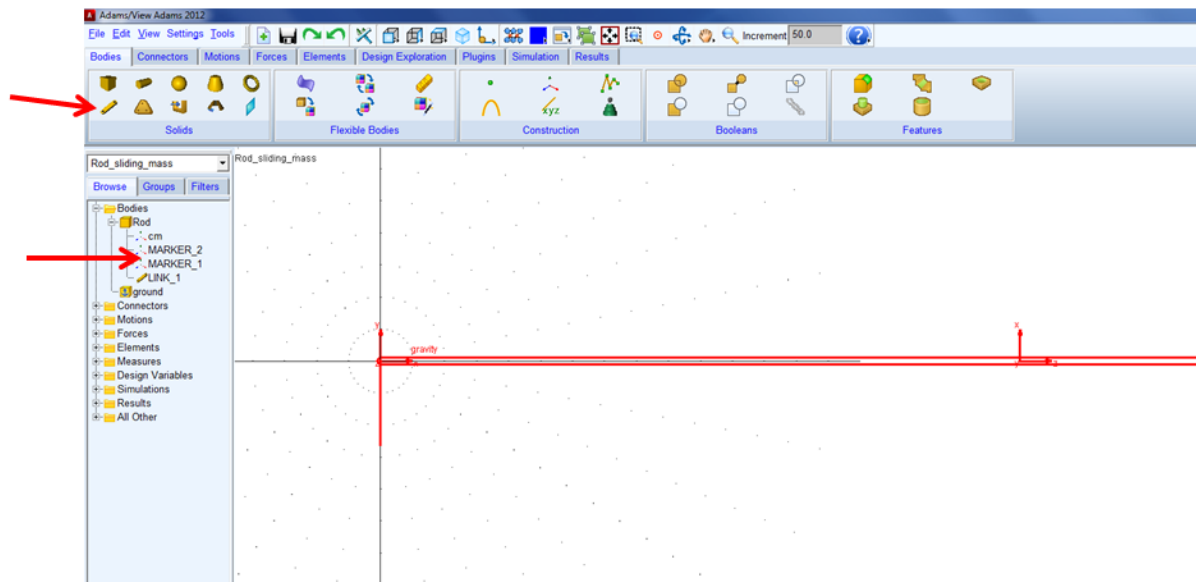 Adams/View Adams 2012
File Edit View Settings Tools Increment 50.0 ?
Bodies Connectors Motions Forces Elements Design Exploration Plugins Simulation Results
xyz
Solids Flexible Bodies Construction Booleans Features
Rod_sliding_mass
Rod_sliding_mass
Browse Groups Filters
Bodies
Rod
cm
MARKER_2
MARKER_1
LINK_1
ground
Connectors
Motions
Forces
Elements
Measures
Design Variables
Simulations
Results
All Other
y
x
gravity